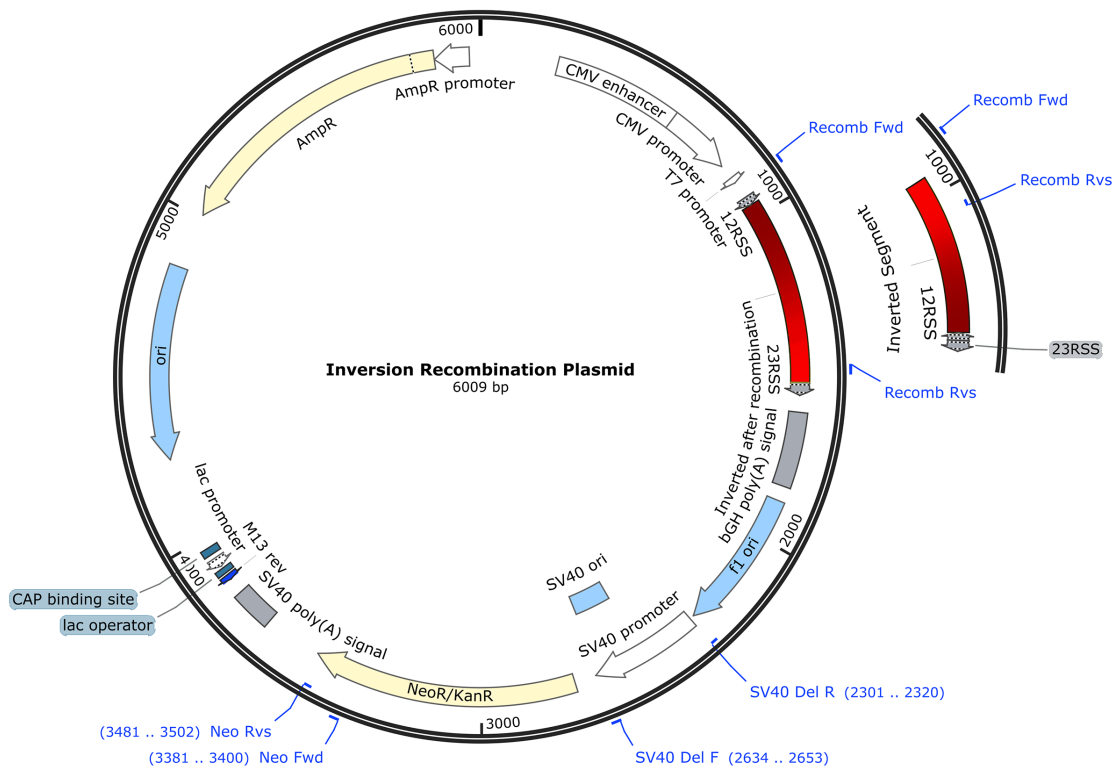 6000
CMV enhancer
AmpR promoter
Recomb Fwd
CMV promoter
Recomb Fwd
AmpR
1000
T7 promoter
1000
Recomb Rvs
5000
12RSS
Inverted Segment
12RSS
23RSS
ori
23RSS
Inversion Recombination Plasmid
6009 bp
Recomb Rvs
Inverted after recombination
bGH poly(A) signal
lac promoter
2000
M13 rev
f1 ori
4000
SV40 ori
CAP binding site
SV40 poly(A) signal
SV40 promoter
lac operator
NeoR/KanR
SV40 Del R (2301 .. 2320)
3000
(3481 .. 3502) Neo Rvs
(3381 .. 3400) Neo Fwd
SV40 Del F (2634 .. 2653)